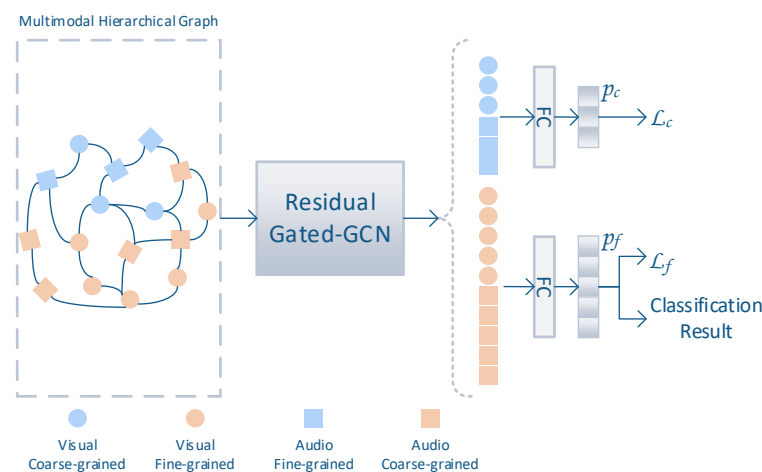 Multimodal Hierarchical Graph
Residual
Gated-GCN
FC
p_c
ℒ_c
FC
p_f
ℒ_f
Classification
Result
Visual
Coarse-grained
Visual
Fine-grained
Audio
Fine-grained
Audio
Coarse-grained